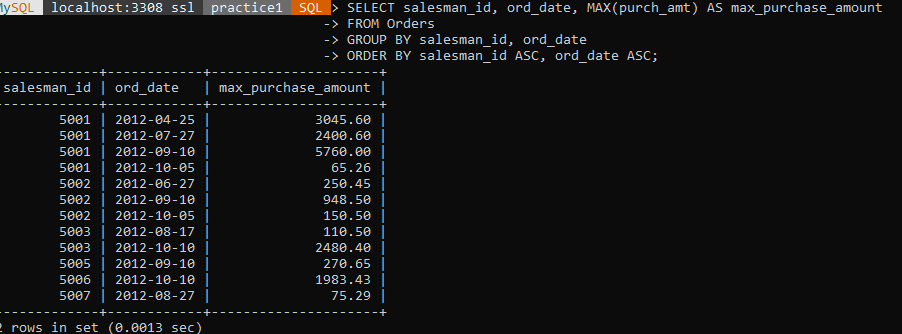 MySQL localhost:3308 ssl practice1 SQL > SELECT salesman_id, ord_date, MAX(purch_amt) AS max_purchase_amount
-> FROM Orders
-> GROUP BY salesman_id, ord_date
-> ORDER BY salesman_id ASC, ord_date ASC;
-------------+------------+---------------------+
salesman_id | ord_date | max_purchase_amount |
-------------+------------+---------------------+
5001 | 2012-04-25 | 3045.60 |
5001 | 2012-07-27 | 2400.60 |
5001 | 2012-09-10 | 5760.00 |
5001 | 2012-10-05 | 65.26 |
5002 | 2012-06-27 | 250.45 |
5002 | 2012-09-10 | 948.50 |
5002 | 2012-10-05 | 150.50 |
5003 | 2012-08-17 | 110.50 |
5003 | 2012-10-10 | 2480.40 |
5005 | 2012-09-10 | 270.65 |
5006 | 2012-10-10 | 1983.43 |
5007 | 2012-08-27 | 75.29 |
-------------+------------+---------------------+
2 rows in set (0.0013 sec)